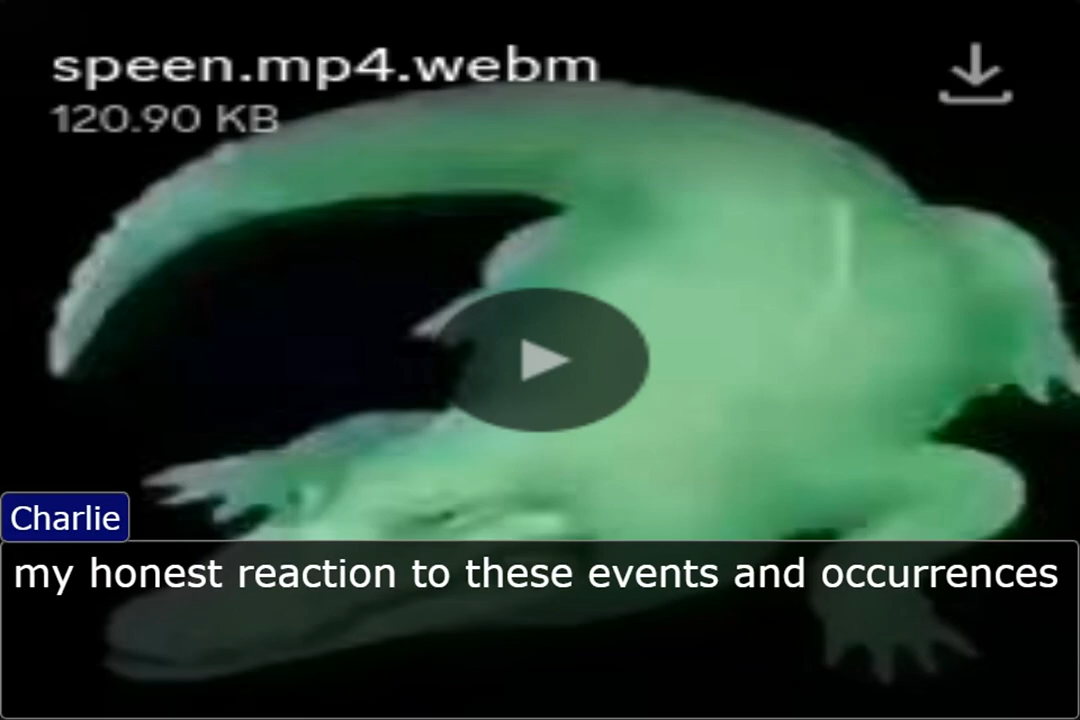 speen.mp4.webm
120.90 KB
Charlie
my honest reaction to these events and occurrences